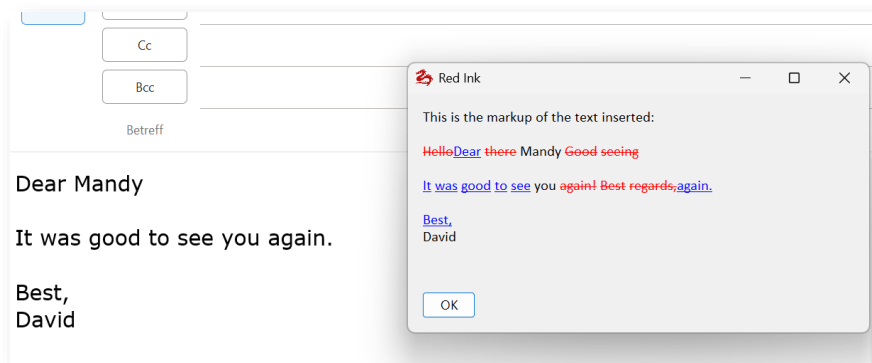 Cc
Bcc
Betreff
Dear Mandy
It was good to see you again.
Best,
David
Red Ink
This is the markup of the text inserted:
HelloDear there Mandy Good seeing
It was good to see you again! Best regards,again.
Best,
David
OK